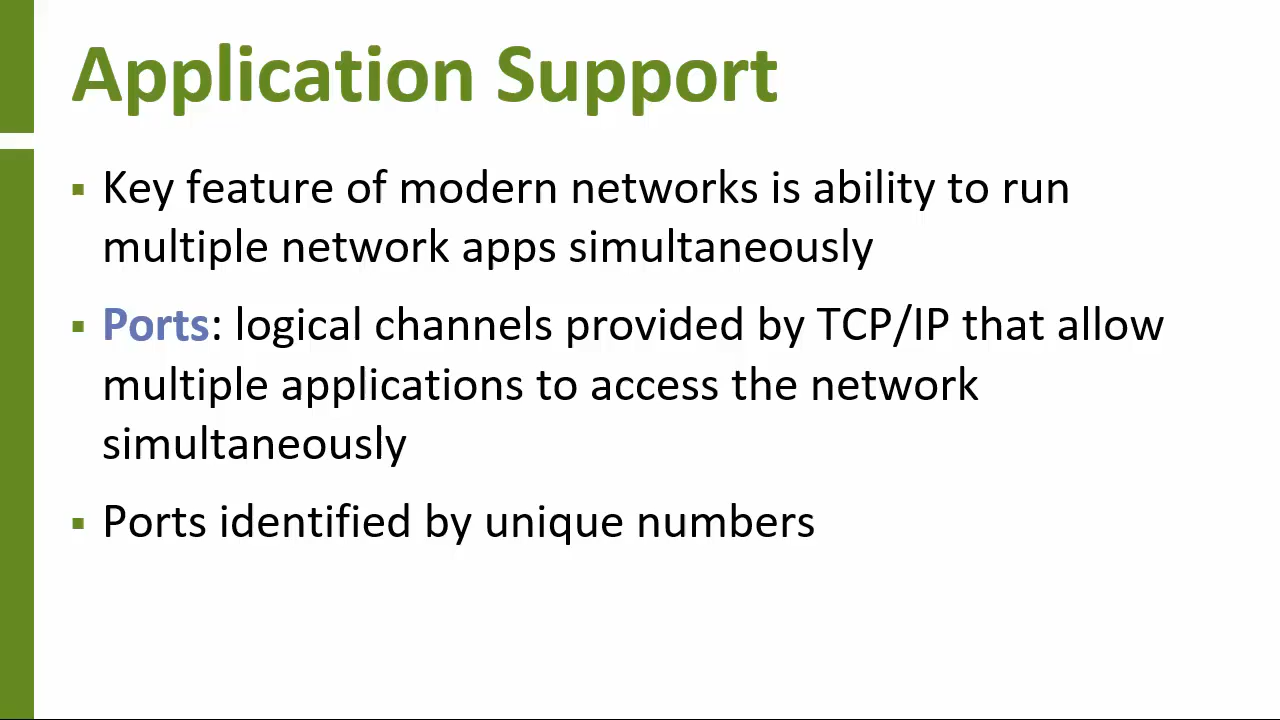 Application Support
▪ Key feature of modern networks is ability to run
multiple network apps simultaneously
▪ Ports: logical channels provided by TCP/IP that allow
multiple applications to access the network
simultaneously
▪ Ports identified by unique numbers